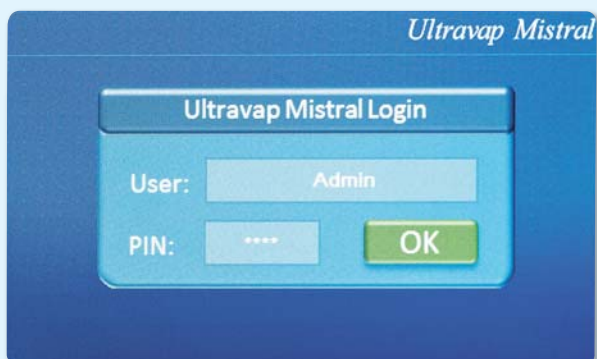 Ultravap Mistral
Ultravap Mistral Login
User: Admin
PIN: **** OK